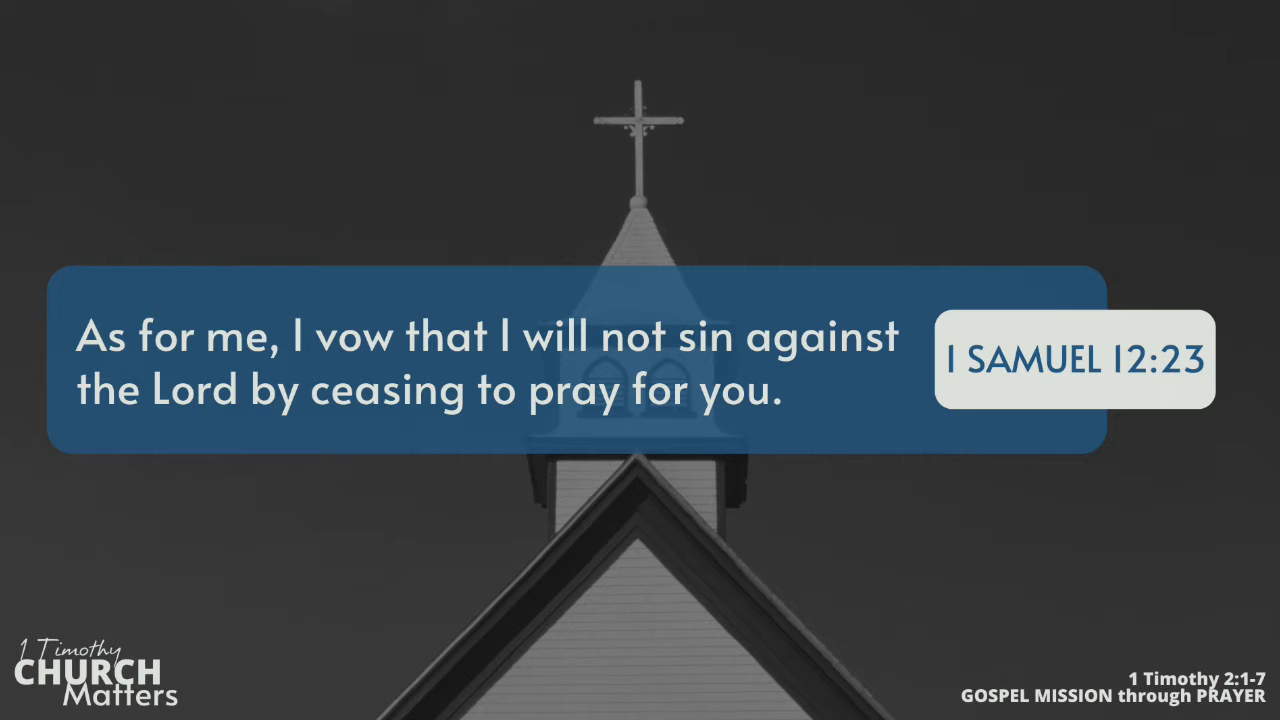 As for me, I vow that I will not sin against
the Lord by ceasing to pray for you.
1 SAMUEL 12:23
1 Timothy
CHURCH
Matters
1 Timothy 2:1-7
GOSPEL MISSION through PRAYER